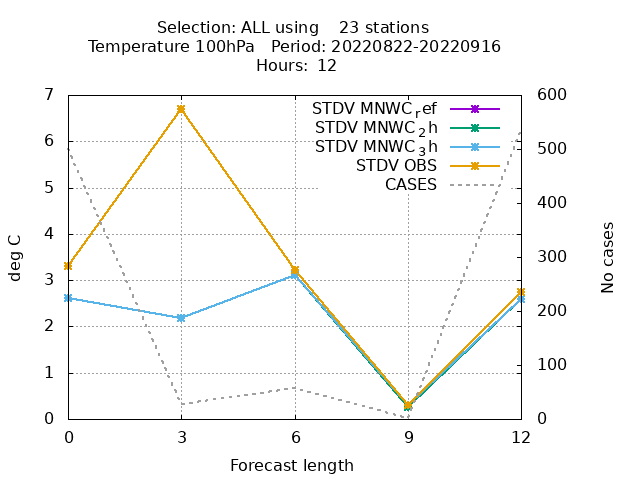 Selection: ALL using    23 stations
Temperature 100hPa   Period: 20220822-20220916
Hours: 12
STDV MNWC_ref
STDV MNWC_2h
STDV MNWC_3h
STDV OBS
CASES
7
6
5
4
3
2
1
0
deg C
600
500
400
300
200
100
0
No cases
0 3 6 9 12
Forecast length